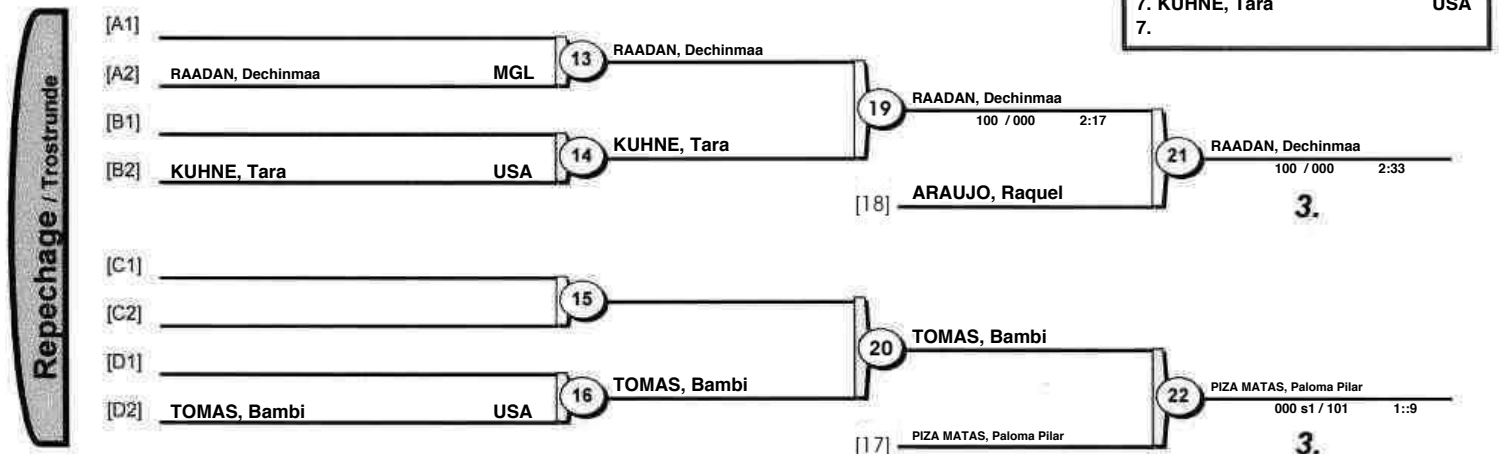 7. KUHNE, Tara USA
7.
Repechage / Trostrunde
[A1]
[A2] RAADAN, Dechinmaa MGL
13 RAADAN, Dechinmaa
[B1]
[B2] KUHNE, Tara USA
14 KUHNE, Tara
19 RAADAN, Dechinmaa
100 / 000 2:17
[18] ARAUJO, Raquel
21 RAADAN, Dechinmaa
100 / 000 2:33
3.
[C1]
[C2]
15
[D1]
[D2] TOMAS, Bambi USA
16 TOMAS, Bambi
20 TOMAS, Bambi
[17] PIZA MATAS, Paloma Pilar
22 PIZA MATAS, Paloma Pilar
000 s1 / 101 1::9
3.